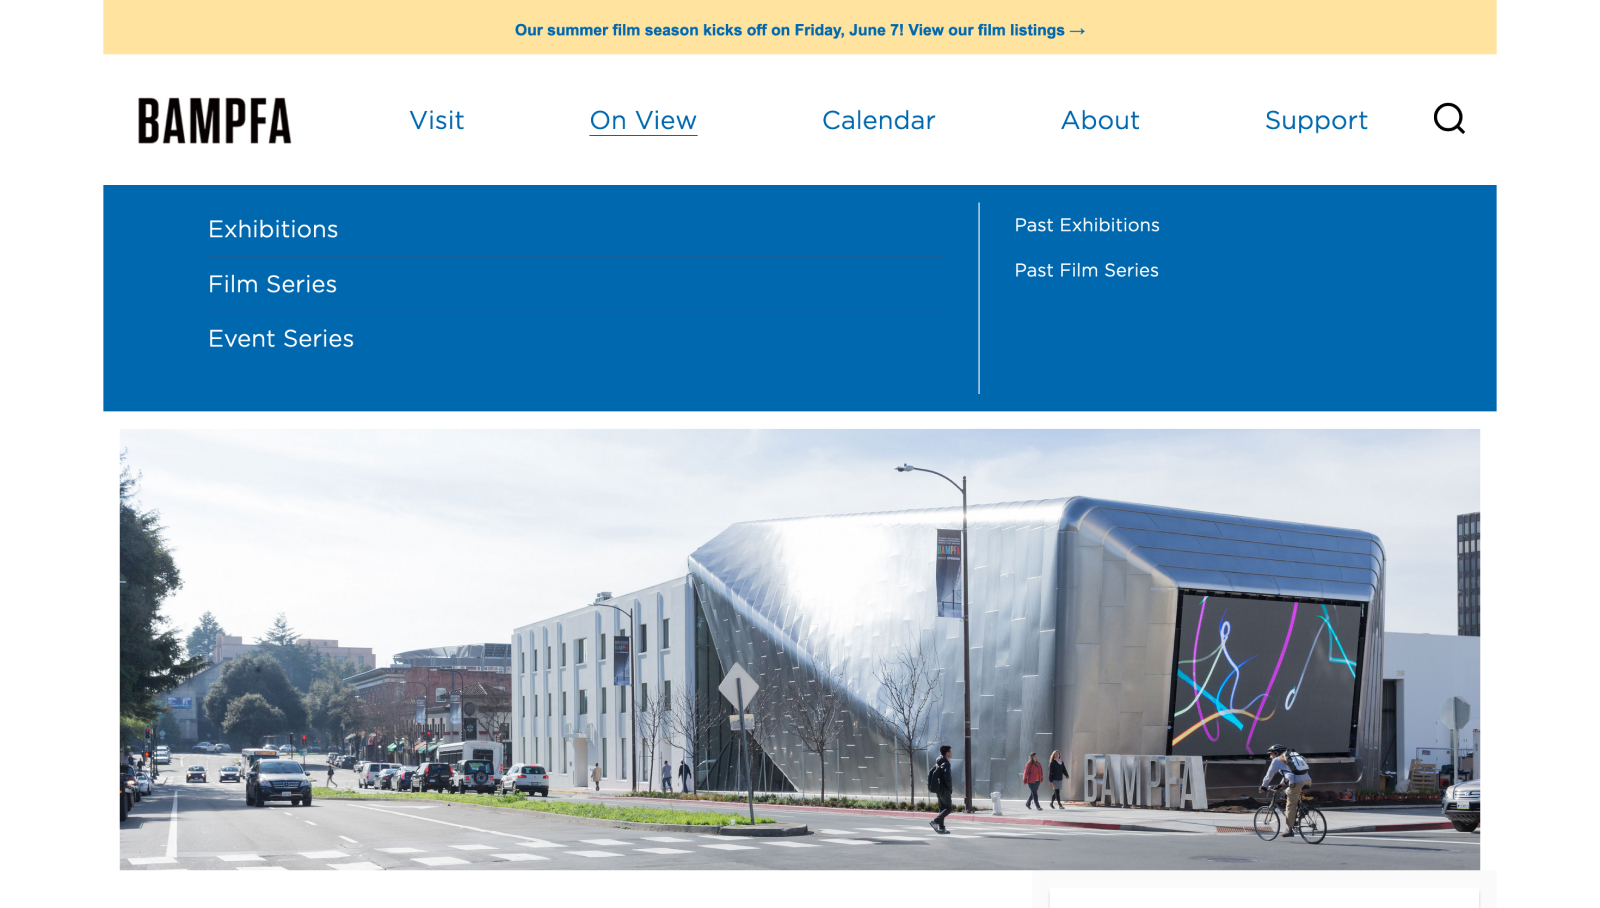 Our summer film season kicks off on Friday, June 7! View our film listings →
BAMPFA
Visit
On View
Calendar
About
Support
Exhibitions
Film Series
Event Series
Past Exhibitions
Past Film Series
BAMPFA
BAMPFA